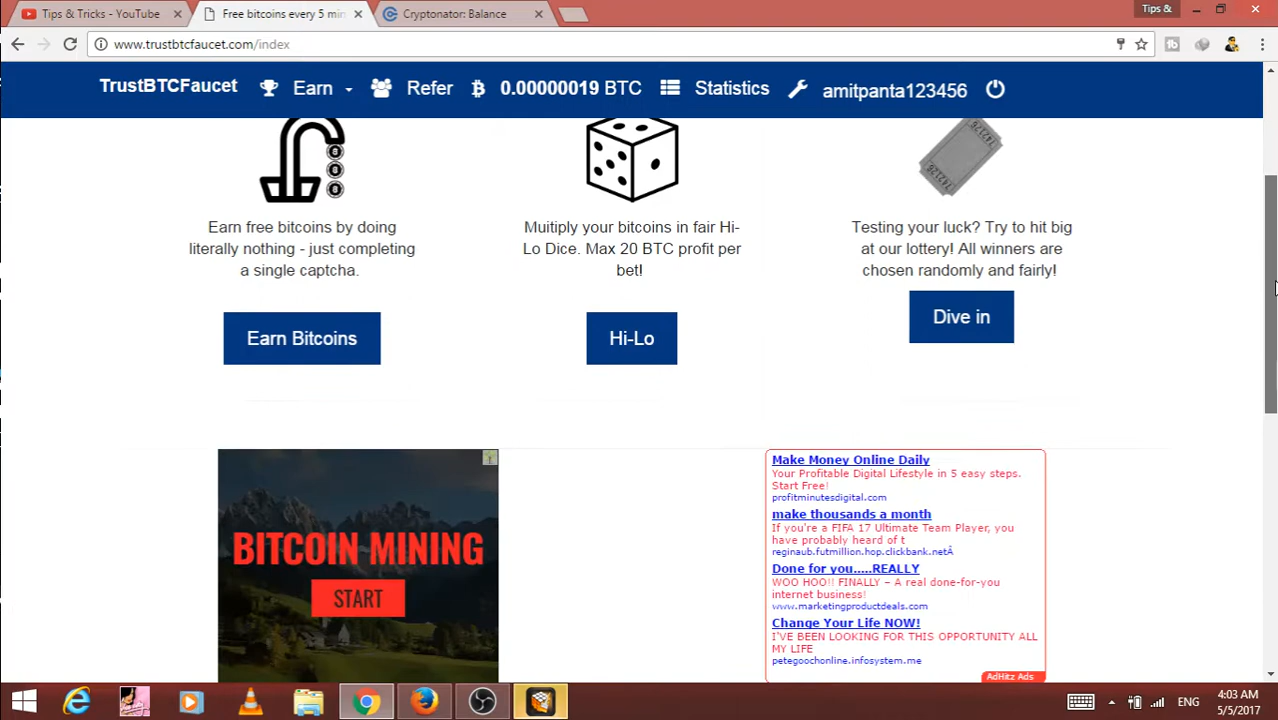 Tips & Tricks - YouTube
Free bitcoins every 5 min
Cryptonator: Balance
Tips &
www.trustbtcfaucet.com/index
TrustBTCFaucet
Earn
Refer
0.00000019 BTC
Statistics
amitpanta123456
742126
742126
Earn free bitcoins by doing
literally nothing - just completing
a single captcha.
Earn Bitcoins
Muitiply your bitcoins in fair Hi-
Lo Dice. Max 20 BTC profit per
bet!
Hi-Lo
Testing your luck? Try to hit big
at our lottery! All winners are
chosen randomly and fairly!
Dive in
BITCOIN MINING
START
Make Money Online Daily
Your Profitable Digital Lifestyle in 5 easy steps.
Start Free!
profitminutesdigital.com
make thousands a month
If you're a FIFA 17 Ultimate Team Player, you
have probably heard of t
reginaub.futmillion.hop.clickbank.netÂ
Done for you.....REALLY
WOO HOO!! FINALLY – A real done-for-you
internet business!
www.marketingproductdeals.com
Change Your Life NOW!
I'VE BEEN LOOKING FOR THIS OPPORTUNITY ALL
MY LIFE
petegoochonline.infosystem.me
AdHitz Ads
ENG
4:03 AM
5/5/2017